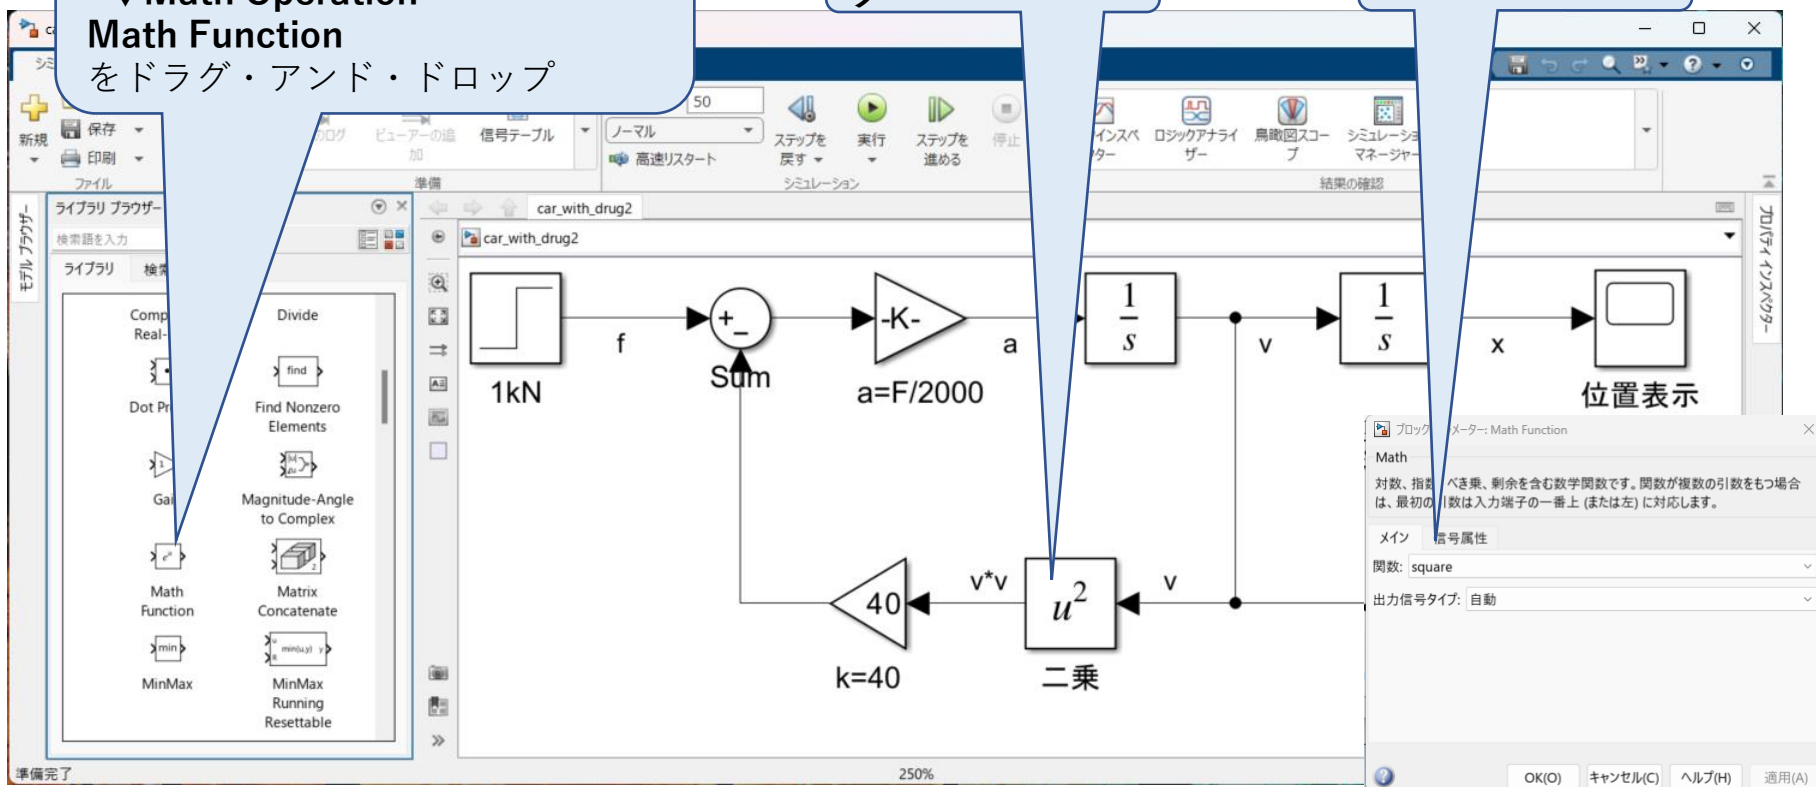 Math Operation
Math Function
をドラグ・アンド・ドロップ
新規
保存
印刷
ファイル
ビューアーの追
加
信号テーブル
準備
50
ノーマル
高速リスタート
ステップを
戻す
実行
ステップを
進める
停止
シミュレーション
ロジックアナライ
ザー
鳥瞰図スコー
プ
シミュレーショ
マネージャー
結果の確認
モデル ブラウザー
ライブラリ ブラウザー
検索語を入力
ライブラリ
Divide
find
Find Nonzero
Elements
Magnitude-Angle
to Complex
Math
Function
Matrix
Concatenate
min
MinMax
min(u,y) y
MinMax
Running
Resettable
car_with_drug2
car_with_drug2
プロパティ インスペクター
1kN
f
+
−
Sum
-K-
a=F/2000
a
1
s
v
1
s
x
位置表示
40
k=40
v*v
u²
二乗
v
Math Function
Math
対数、指数 べき乗、剰余を含む数学関数です。関数が複数の引数をもつ場合
は、最初の 引数は入力端子の一番上 (または左) に対応します。
メイン
信号属性
関数: square
出力信号タイプ: 自動
OK(O)
キャンセル(C)
ヘルプ(H)
適用(A)
準備完了
250%